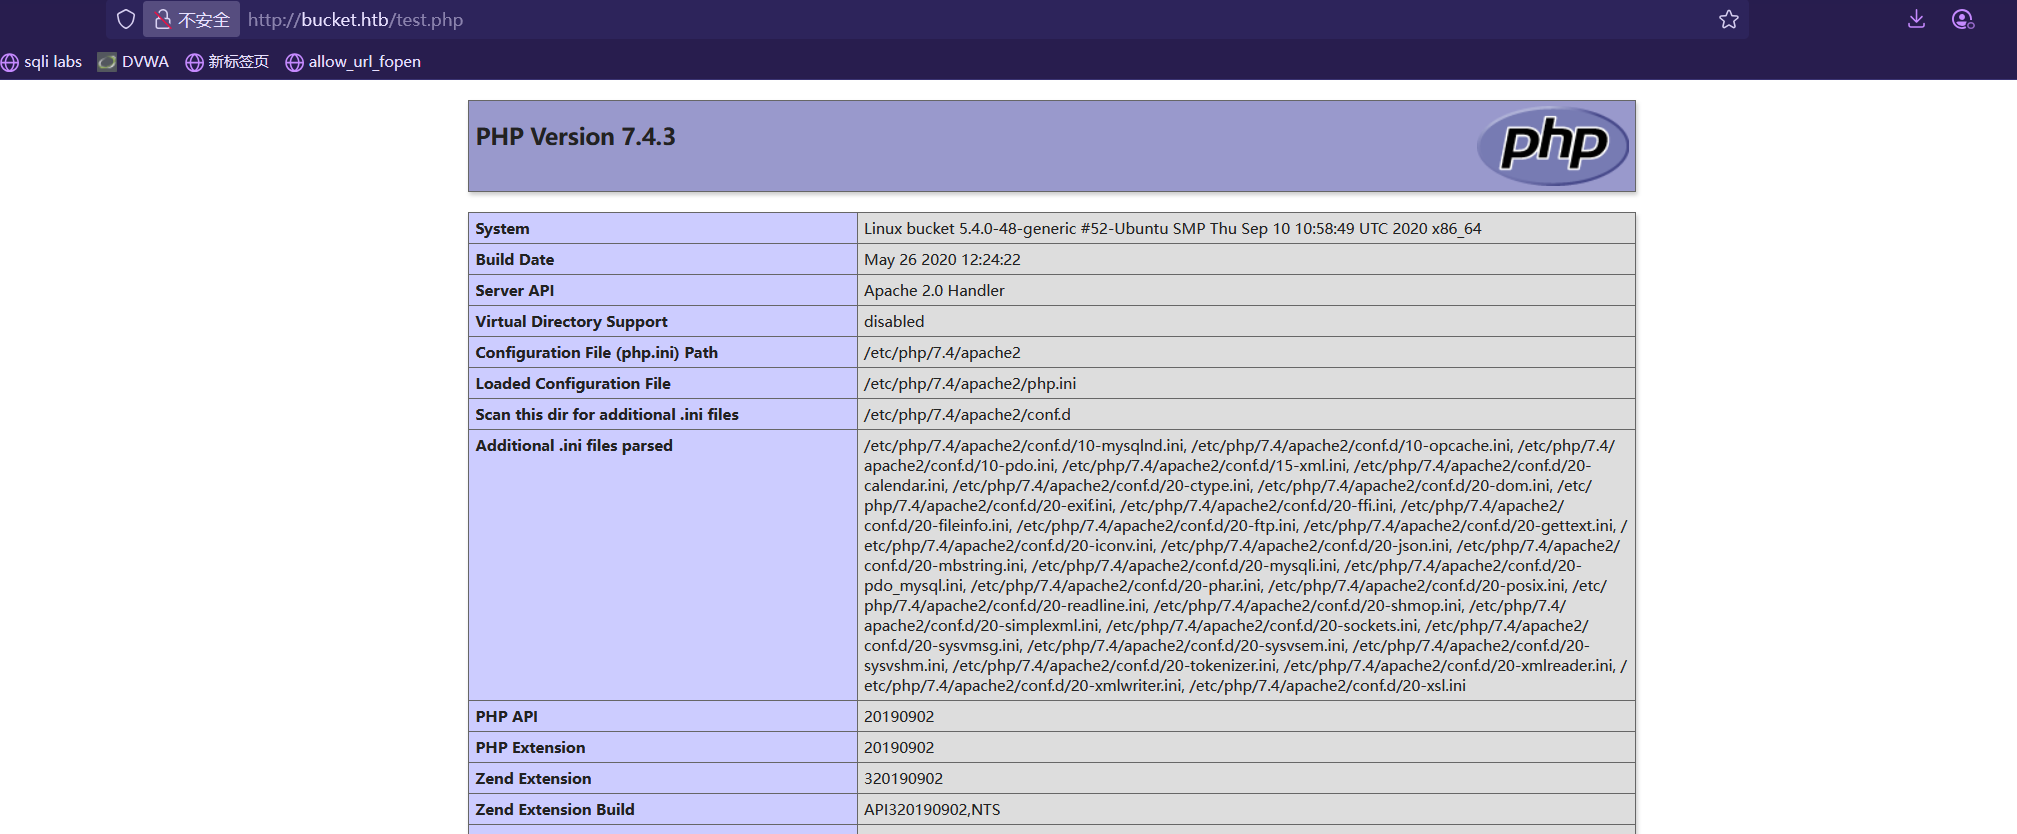 不安全 http://bucket.htb/test.php
sqli labs DVWA 新标签页 allow_url_fopen
PHP Version 7.4.3
php
System Linux bucket 5.4.0-48-generic #52-Ubuntu SMP Thu Sep 10 10:58:49 UTC 2020 x86_64
Build Date May 26 2020 12:24:22
Server API Apache 2.0 Handler
Virtual Directory Support disabled
Configuration File (php.ini) Path /etc/php/7.4/apache2
Loaded Configuration File /etc/php/7.4/apache2/php.ini
Scan this dir for additional .ini files /etc/php/7.4/apache2/conf.d
Additional .ini files parsed /etc/php/7.4/apache2/conf.d/10-mysqlnd.ini, /etc/php/7.4/apache2/conf.d/10-opcache.ini, /etc/php/7.4/
apache2/conf.d/10-pdo.ini, /etc/php/7.4/apache2/conf.d/15-xml.ini, /etc/php/7.4/apache2/conf.d/20-
calendar.ini, /etc/php/7.4/apache2/conf.d/20-ctype.ini, /etc/php/7.4/apache2/conf.d/20-dom.ini, /etc/
php/7.4/apache2/conf.d/20-exif.ini, /etc/php/7.4/apache2/conf.d/20-ffi.ini, /etc/php/7.4/apache2/
conf.d/20-fileinfo.ini, /etc/php/7.4/apache2/conf.d/20-ftp.ini, /etc/php/7.4/apache2/conf.d/20-gettext.ini, /
etc/php/7.4/apache2/conf.d/20-iconv.ini, /etc/php/7.4/apache2/conf.d/20-json.ini, /etc/php/7.4/apache2/
conf.d/20-mbstring.ini, /etc/php/7.4/apache2/conf.d/20-mysqli.ini, /etc/php/7.4/apache2/conf.d/20-
pdo_mysql.ini, /etc/php/7.4/apache2/conf.d/20-phar.ini, /etc/php/7.4/apache2/conf.d/20-posix.ini, /etc/
php/7.4/apache2/conf.d/20-readline.ini, /etc/php/7.4/apache2/conf.d/20-shmop.ini, /etc/php/7.4/
apache2/conf.d/20-simplexml.ini, /etc/php/7.4/apache2/conf.d/20-sockets.ini, /etc/php/7.4/apache2/
conf.d/20-sysvmsg.ini, /etc/php/7.4/apache2/conf.d/20-sysvsem.ini, /etc/php/7.4/apache2/conf.d/20-
sysvshm.ini, /etc/php/7.4/apache2/conf.d/20-tokenizer.ini, /etc/php/7.4/apache2/conf.d/20-xmlreader.ini, /
etc/php/7.4/apache2/conf.d/20-xmlwriter.ini, /etc/php/7.4/apache2/conf.d/20-xsl.ini
PHP API 20190902
PHP Extension 20190902
Zend Extension 320190902
Zend Extension Build API320190902,NTS